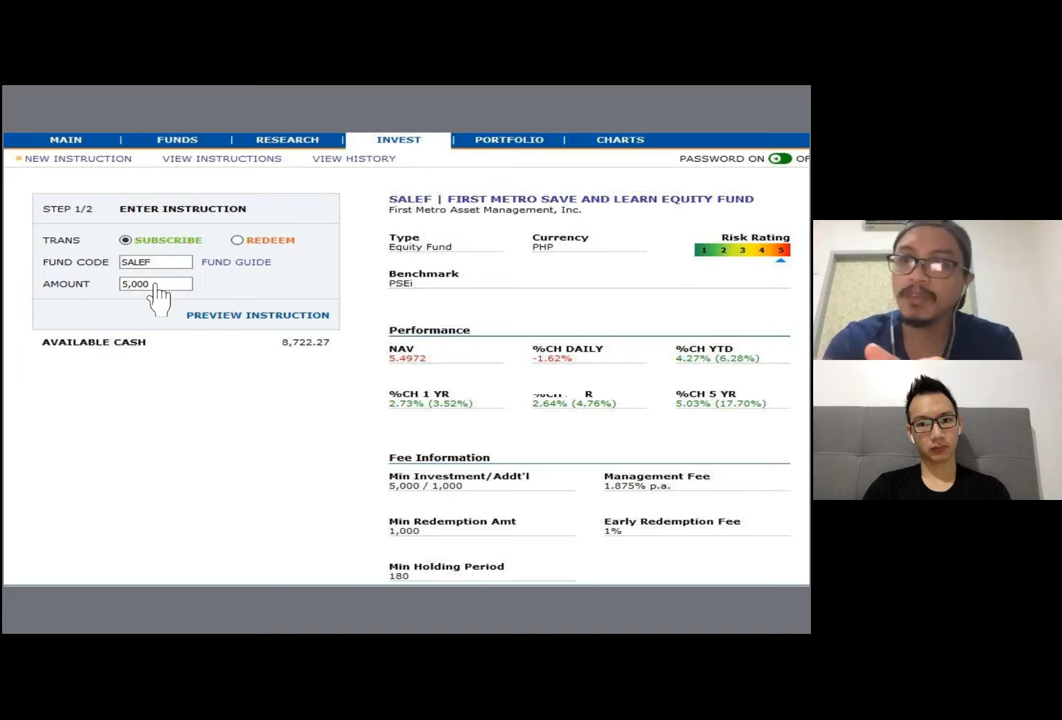 MAIN | FUNDS | RESEARCH | INVEST | PORTFOLIO | CHARTS
NEW INSTRUCTION VIEW INSTRUCTIONS VIEW HISTORY PASSWORD ON OF
STEP 1/2 ENTER INSTRUCTION
TRANS SUBSCRIBE REDEEM
FUND CODE SALEF FUND GUIDE
AMOUNT 5,000
PREVIEW INSTRUCTION
AVAILABLE CASH 8,722.27
SALEF | FIRST METRO SAVE AND LEARN EQUITY FUND
First Metro Asset Management, Inc.
Type Currency Risk Rating
Equity Fund PHP 1 2 3 4 5
Benchmark
PSEi
Performance
NAV %CH DAILY %CH YTD
5.4972 -1.62% 4.27% (6.28%)
%CH 1 YR R %CH 5 YR
2.73% (3.52%) 2.64% (4.76%) 5.03% (17.70%)
Fee Information
Min Investment/Addt'l Management Fee
5,000 / 1,000 1.875% p.a.
Min Redemption Amt Early Redemption Fee
1,000 1%
Min Holding Period
180